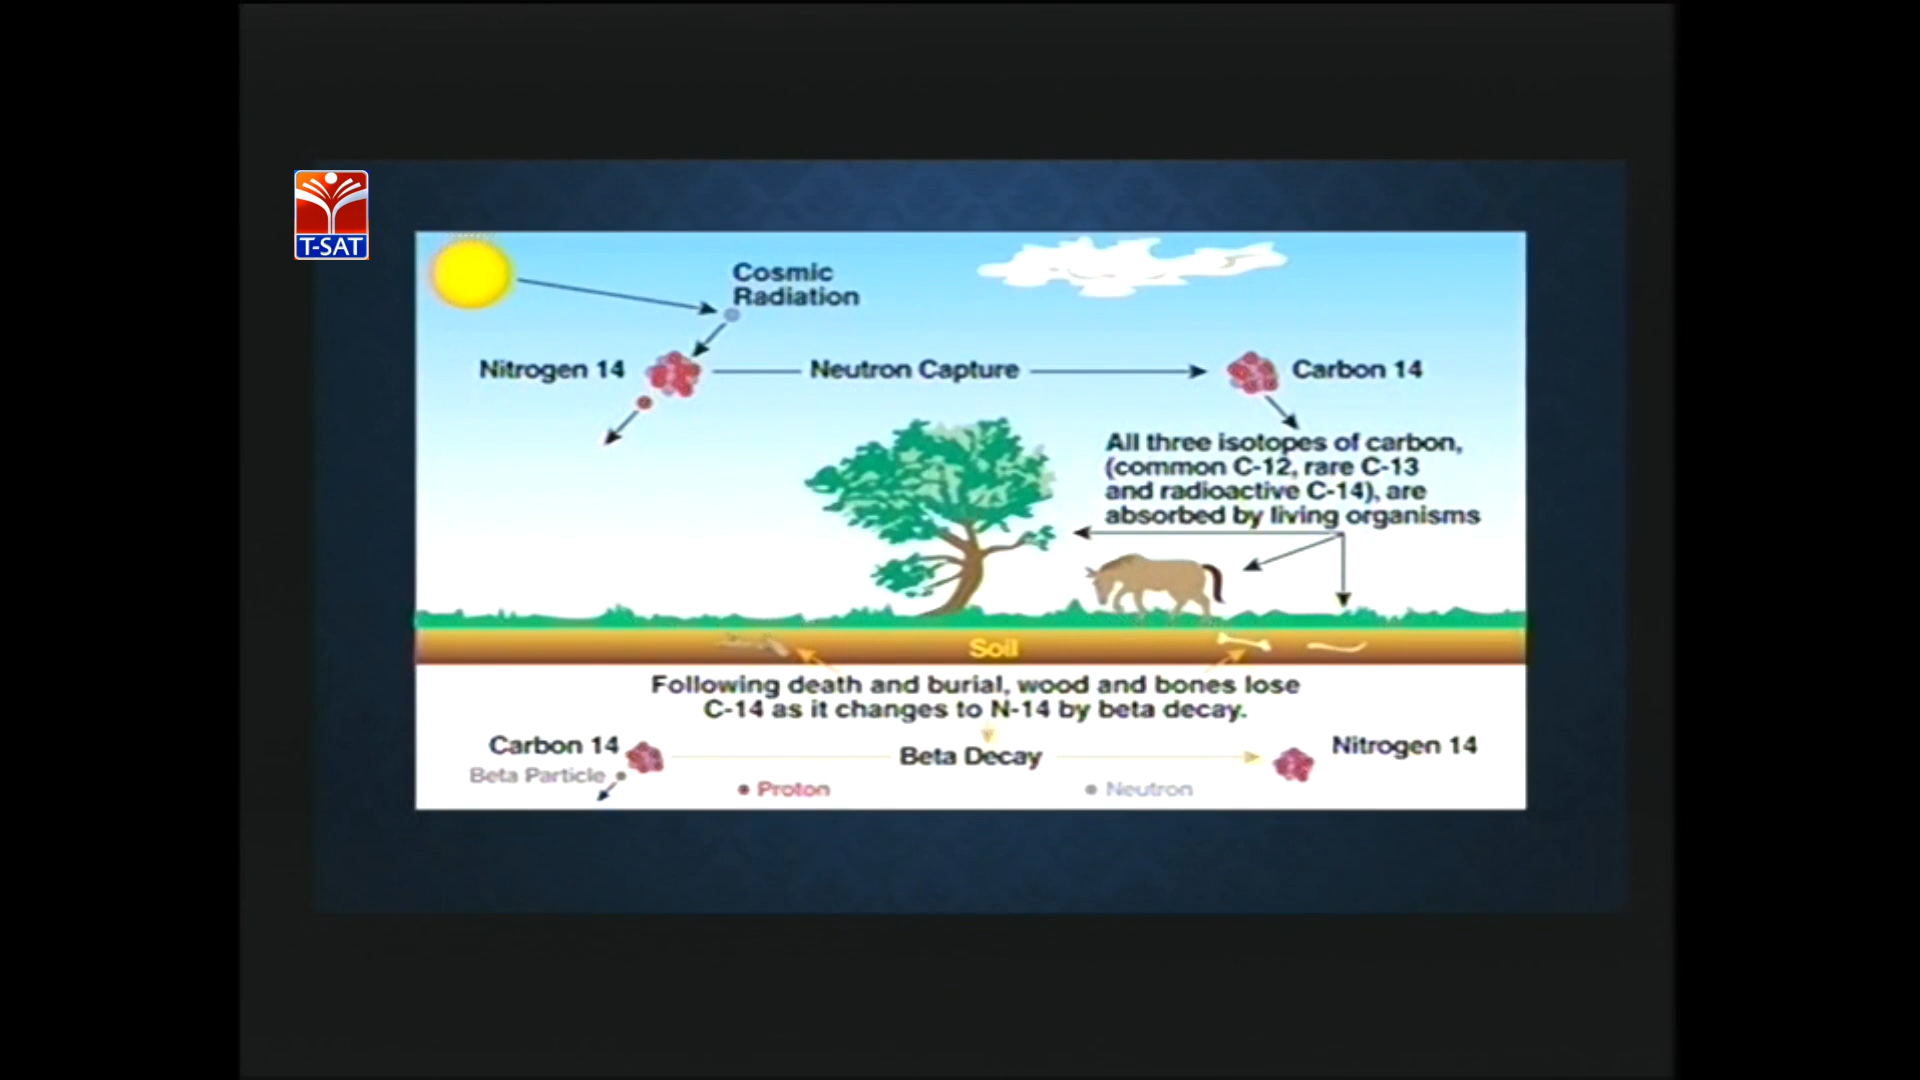 T-SAT
Cosmic
Radiation
Nitrogen 14
Neutron Capture
Carbon 14
All three isotopes of carbon,
(common C-12, rare C-13
and radioactive C-14), are
absorbed by living organisms
Soil
Following death and burial, wood and bones lose
C-14 as it changes to N-14 by beta decay.
Carbon 14
Beta Decay
Nitrogen 14
Beta Particle
Proton
Neutron